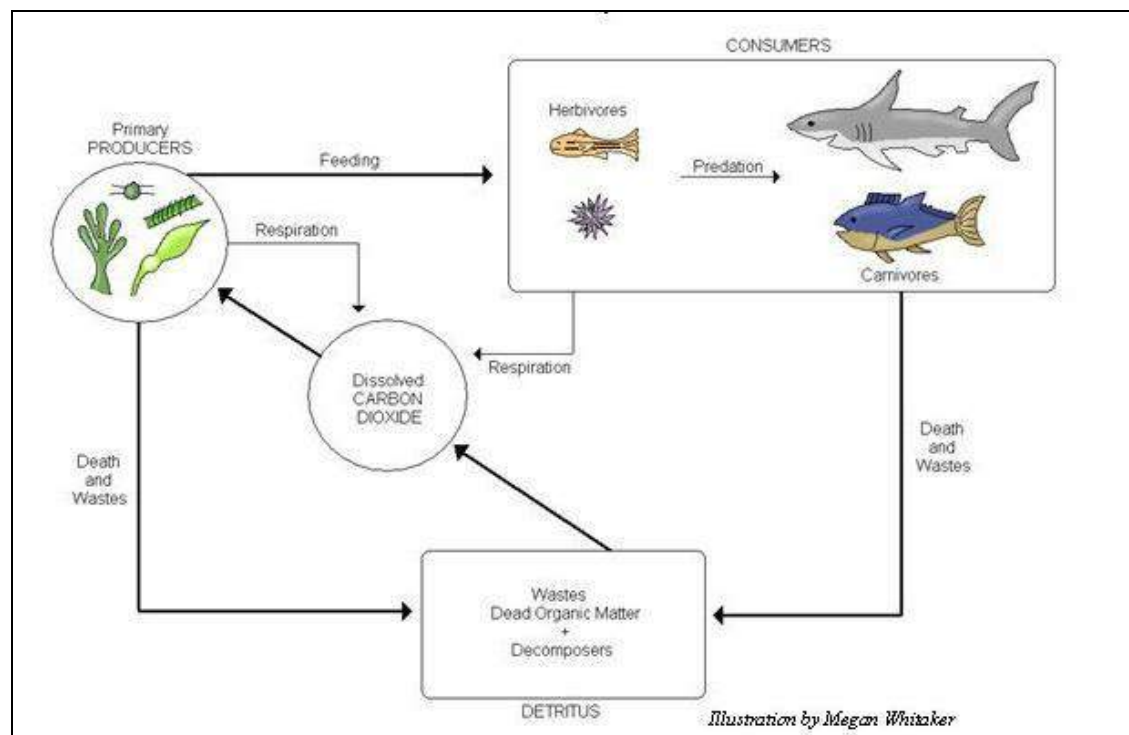 CONSUMERS
Primary
PRODUCERS
Herbivores
Feeding
Predation
Respiration
Carnivores
Respiration
Dissolved
CARBON
DIOXIDE
Death
and
Wastes
Death
and
Wastes
Wastes
Dead Organic Matter
+
Decomposers
DETRITUS
Illustration by Megan Whitaker